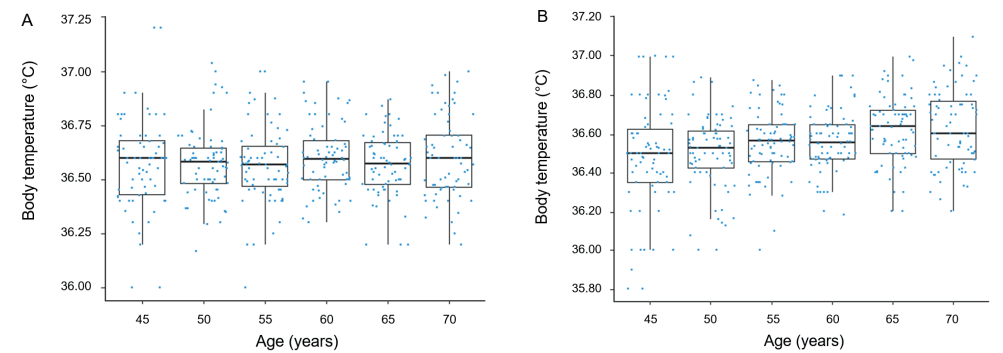 A
Body temperature (°C)
37.25
37.00
36.75
36.50
36.25
36.00
45 50 55 60 65 70
Age (years)
B
Body temperature (°C)
37.20
37.00
36.80
36.60
36.40
36.20
36.00
35.80
45 50 55 60 65 70
Age (years)